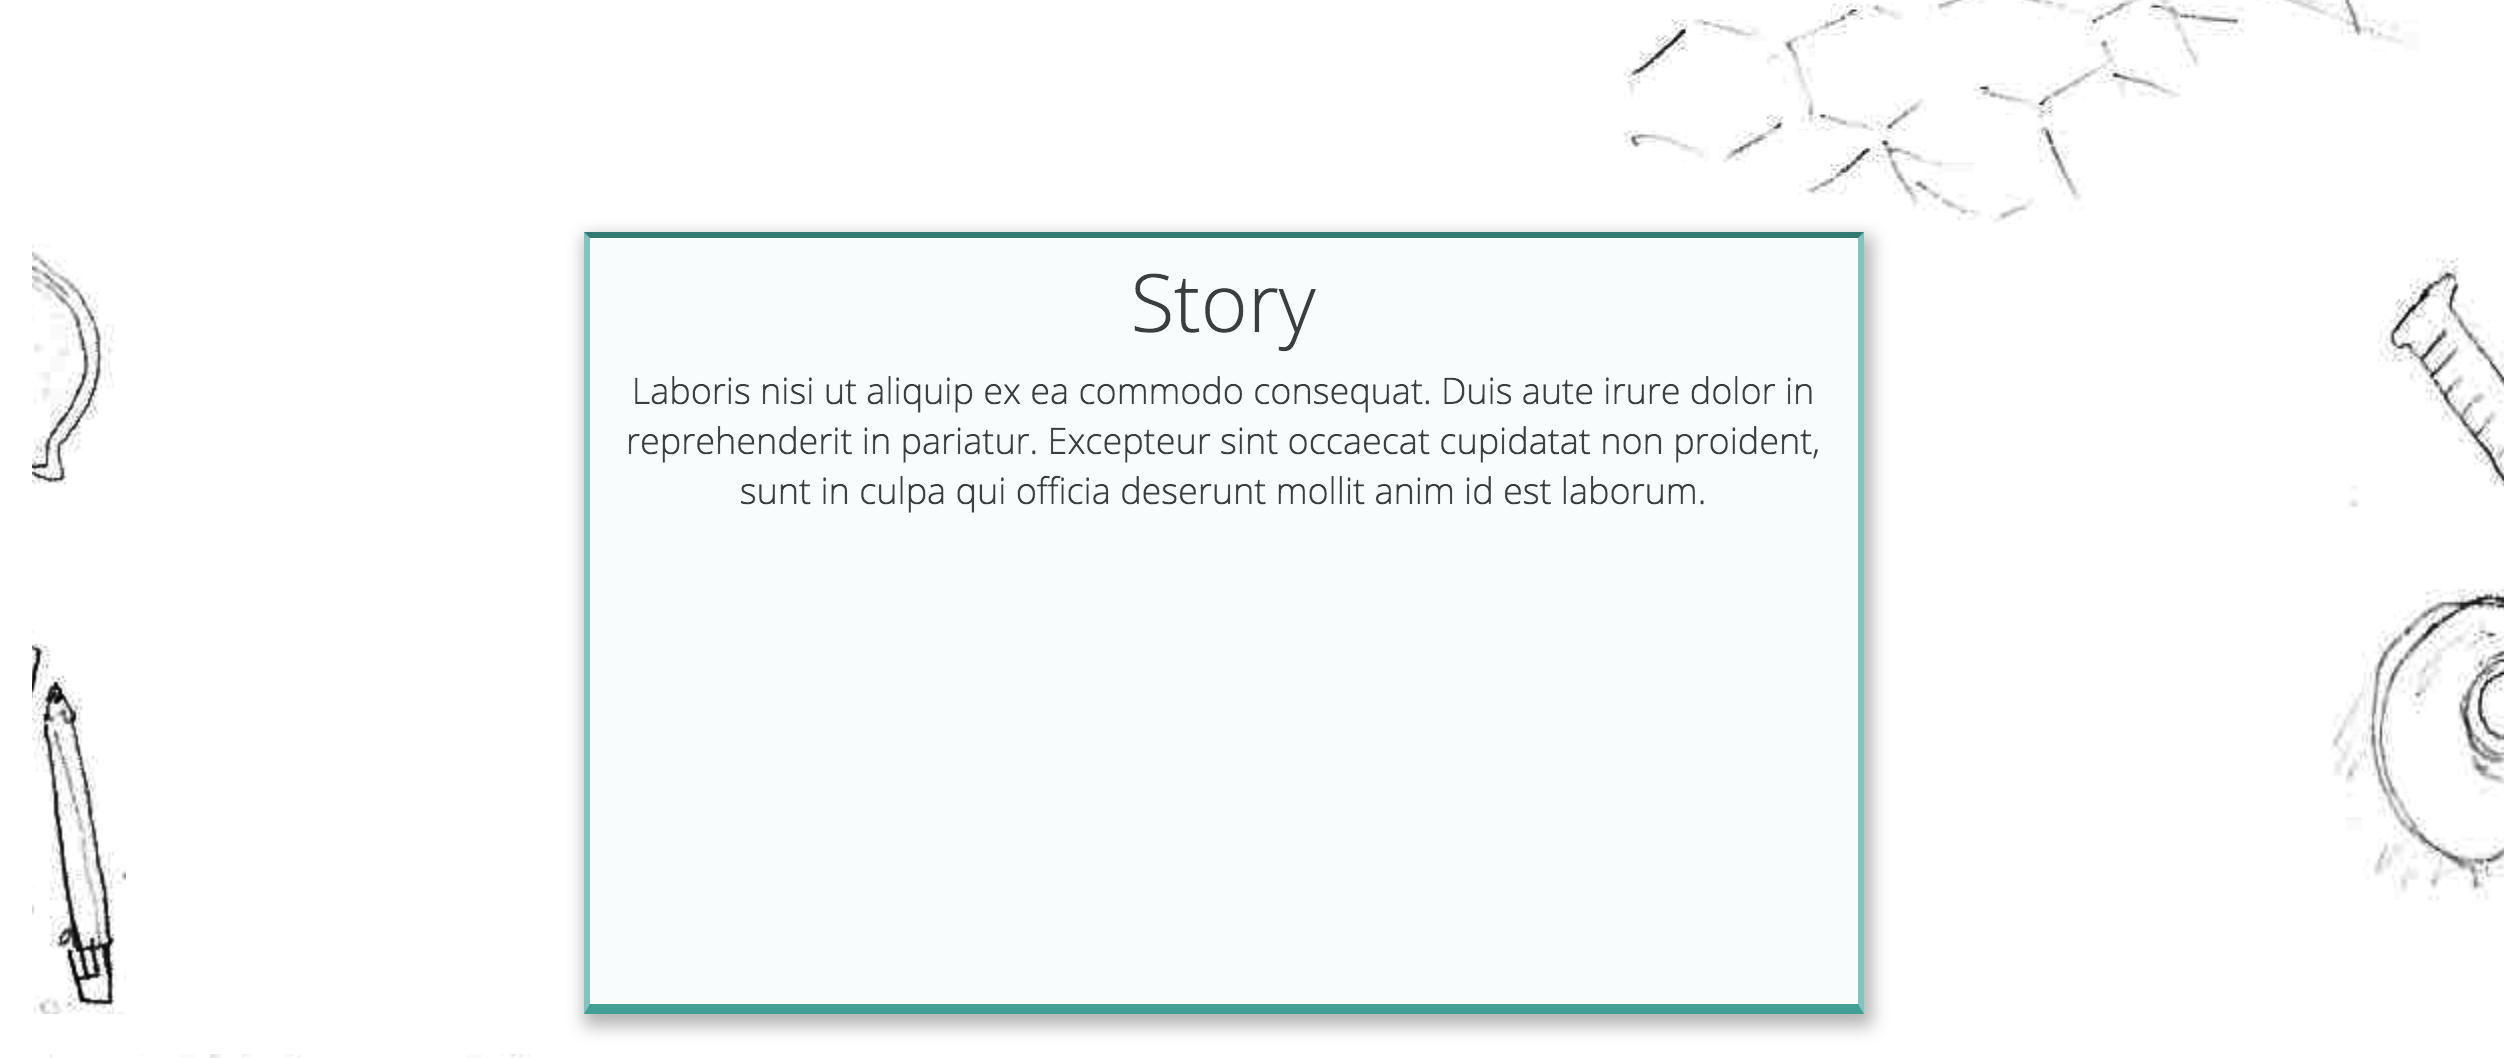 Story
Laboris nisi ut aliquip ex ea commodo consequat. Duis aute irure dolor in
reprehenderit in pariatur. Excepteur sint occaecat cupidatat non proident,
sunt in culpa qui officia deserunt mollit anim id est laborum.